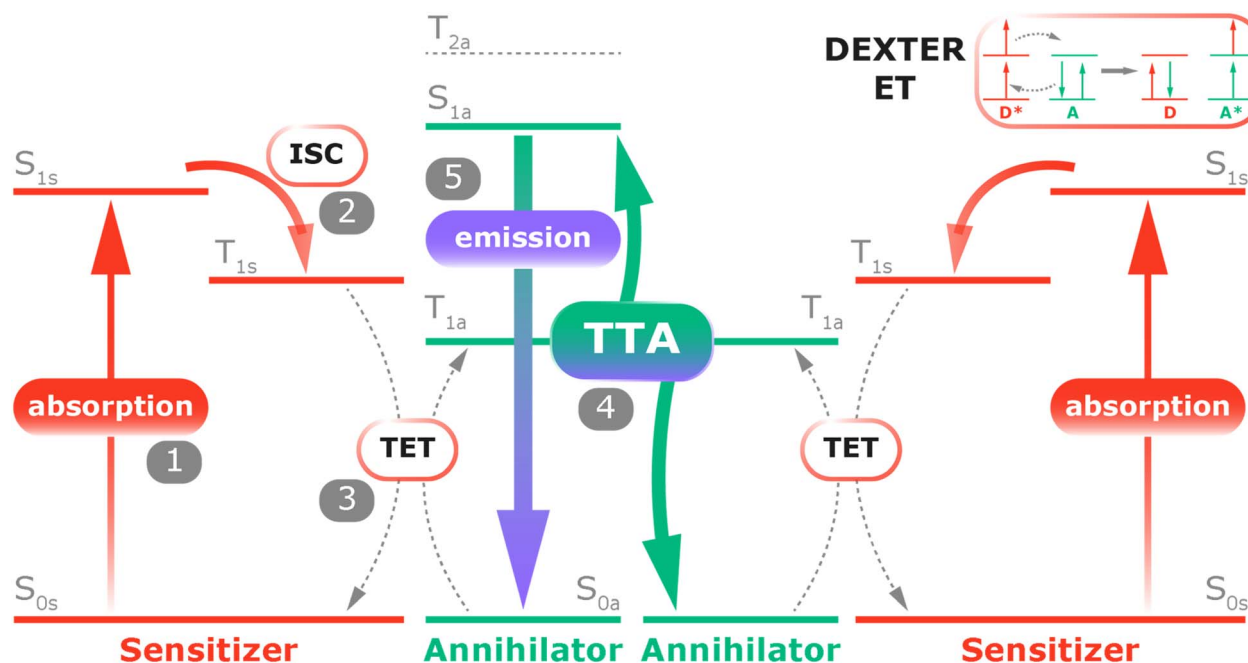 T2a
DEXTER
ET
D* A D A*
S1a
ISC
S1s
5
S1s
2
emission
T1s
T1s
T1a
TTA
T1a
absorption
4
absorption
1
TET
TET
3
S0s
S0a
S0s
Sensitizer
Annihilator
Annihilator
Sensitizer